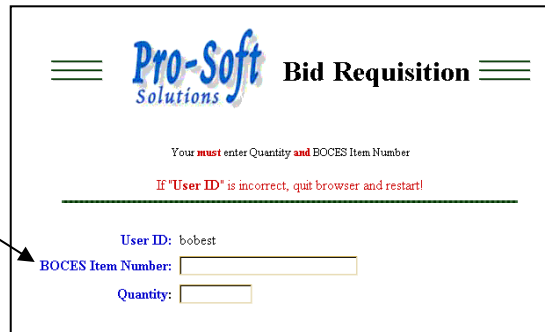 Pro-Soft Bid Requisition
Solutions
Your must enter Quantity and BOCES Item Number
If "User ID" is incorrect, quit browser and restart!
User ID: bobest
BOCES Item Number:
Quantity: